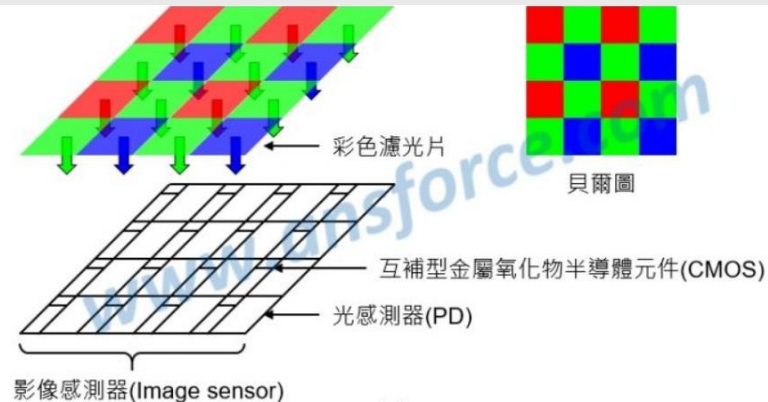 彩色濾光片
貝爾圖
www.ansforce.com
互補型金屬氧化物半導體元件(CMOS)
光感測器(PD)
影像感測器(Image sensor)